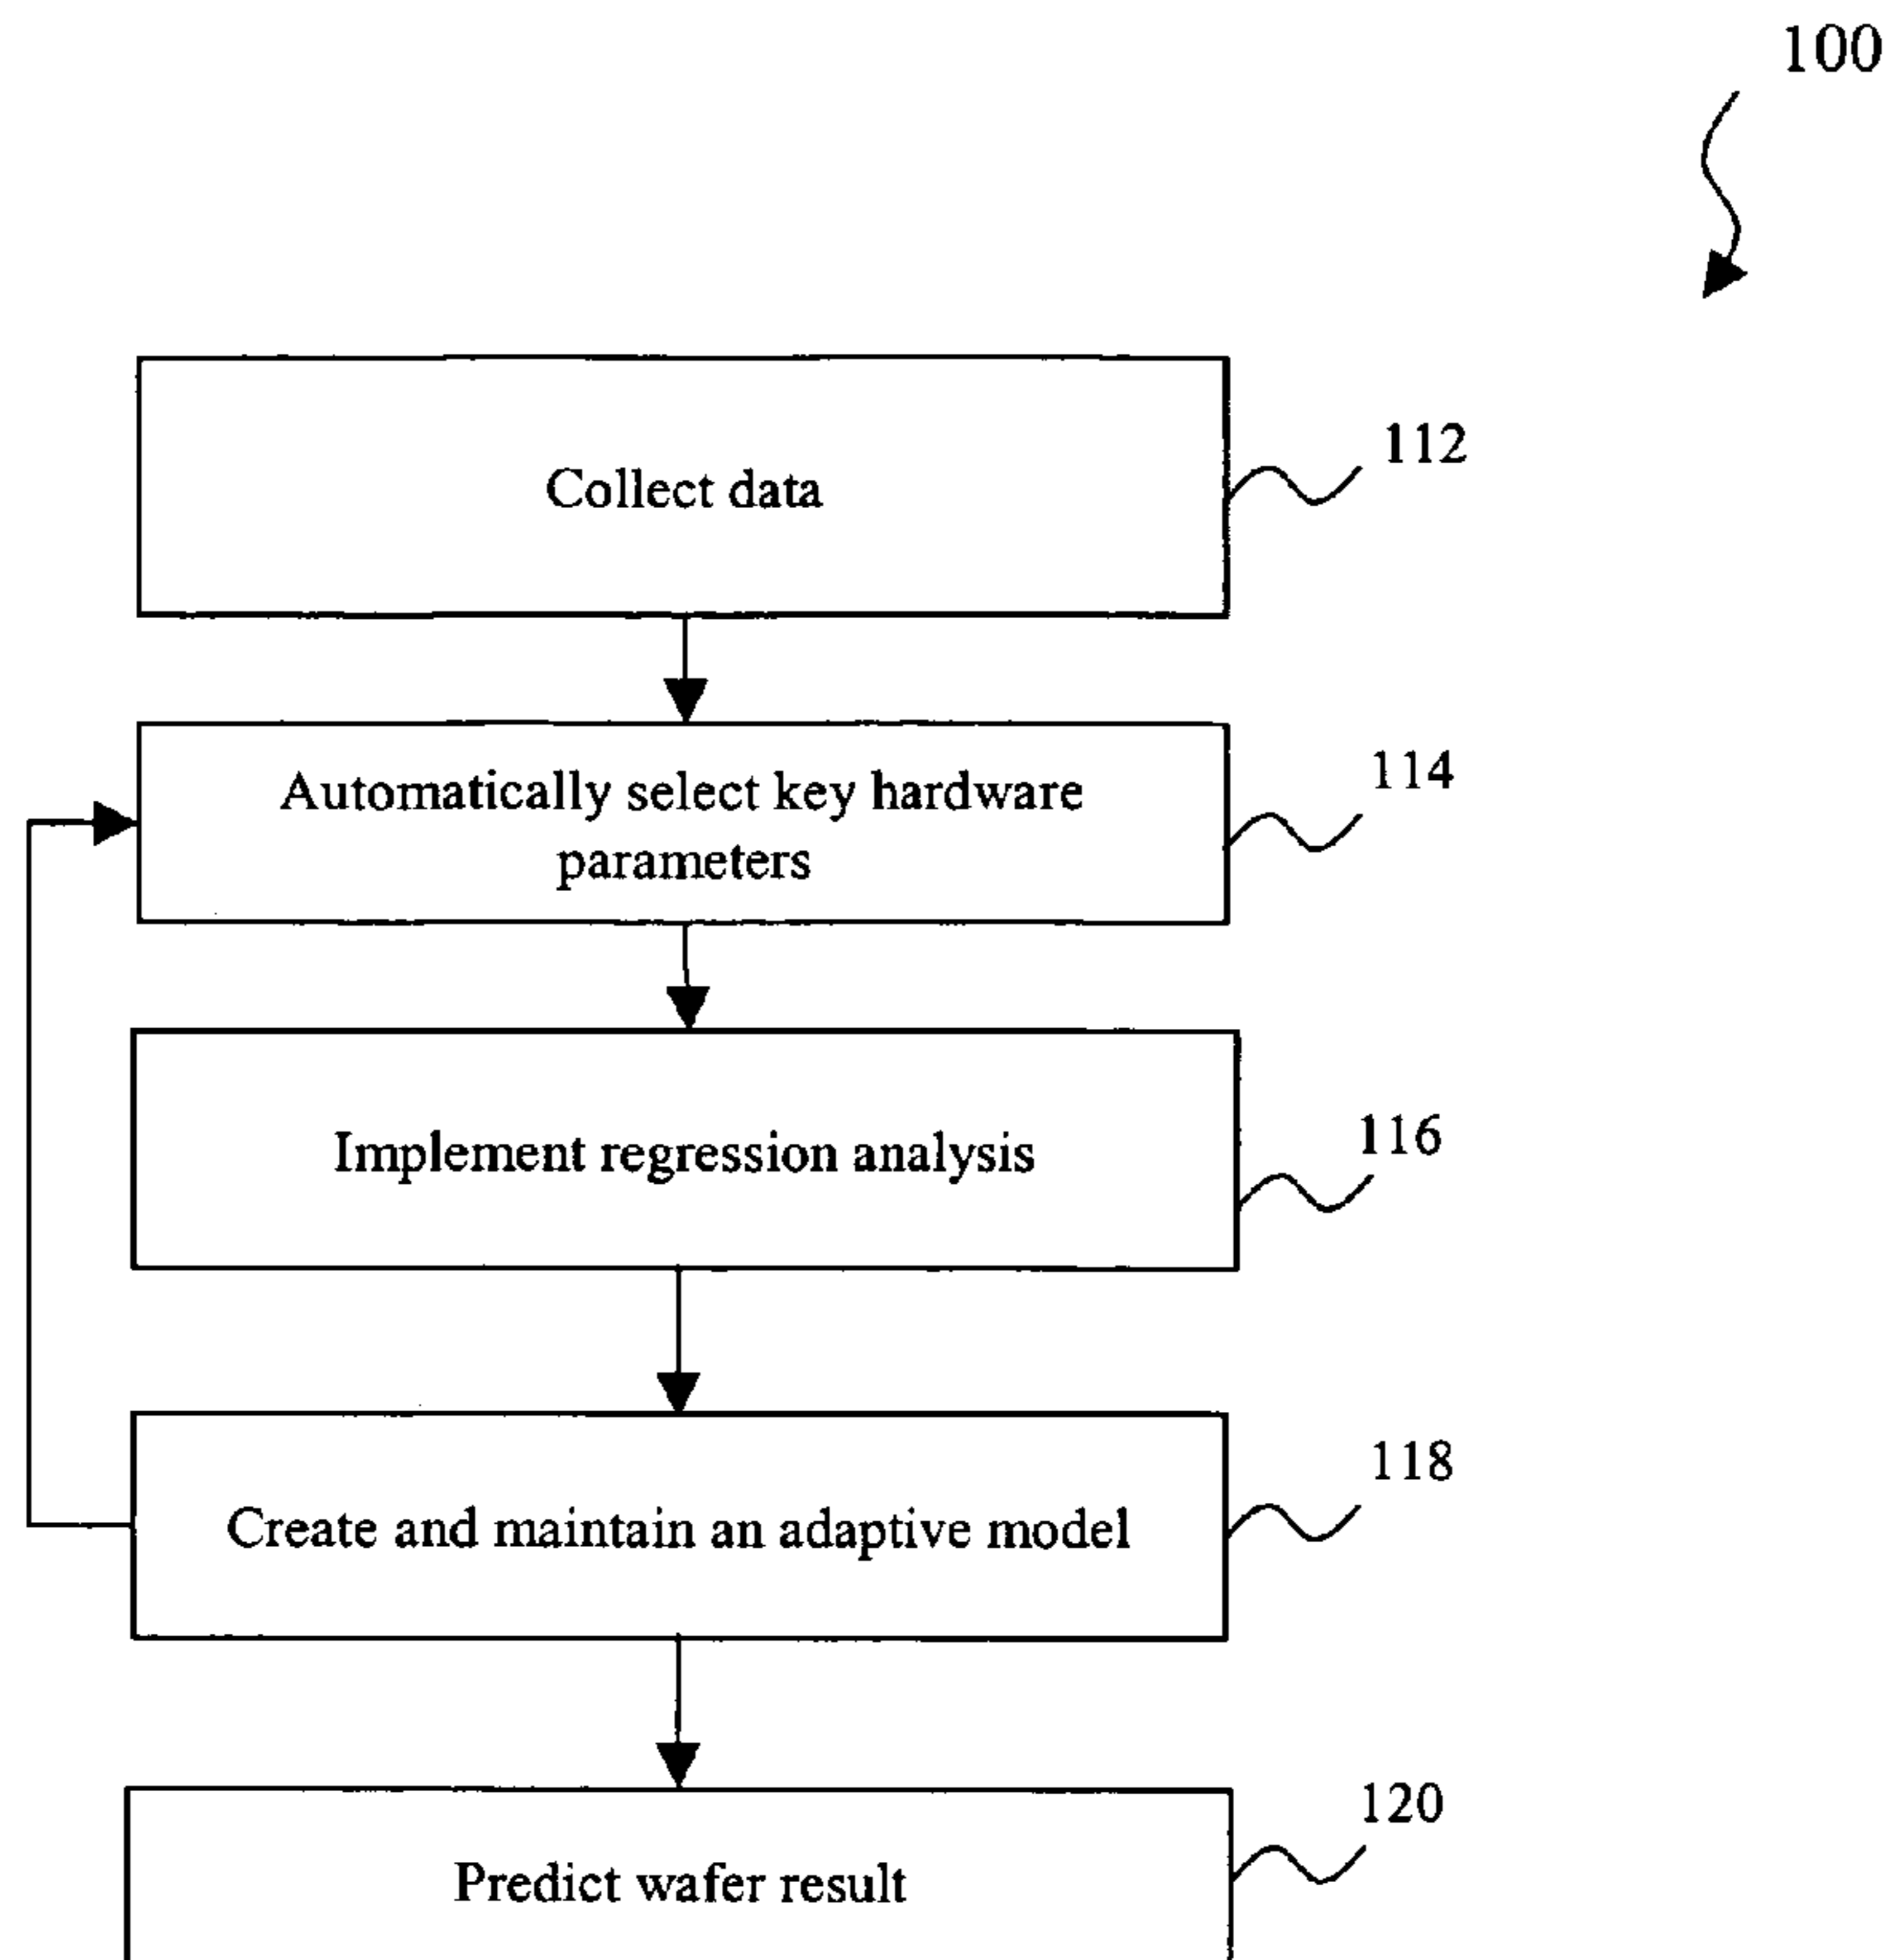 100
Collect data
112
Automatically select key hardware
parameters
114
Implement regression analysis
116
Create and maintain an adaptive model
118
Predict wafer result
120